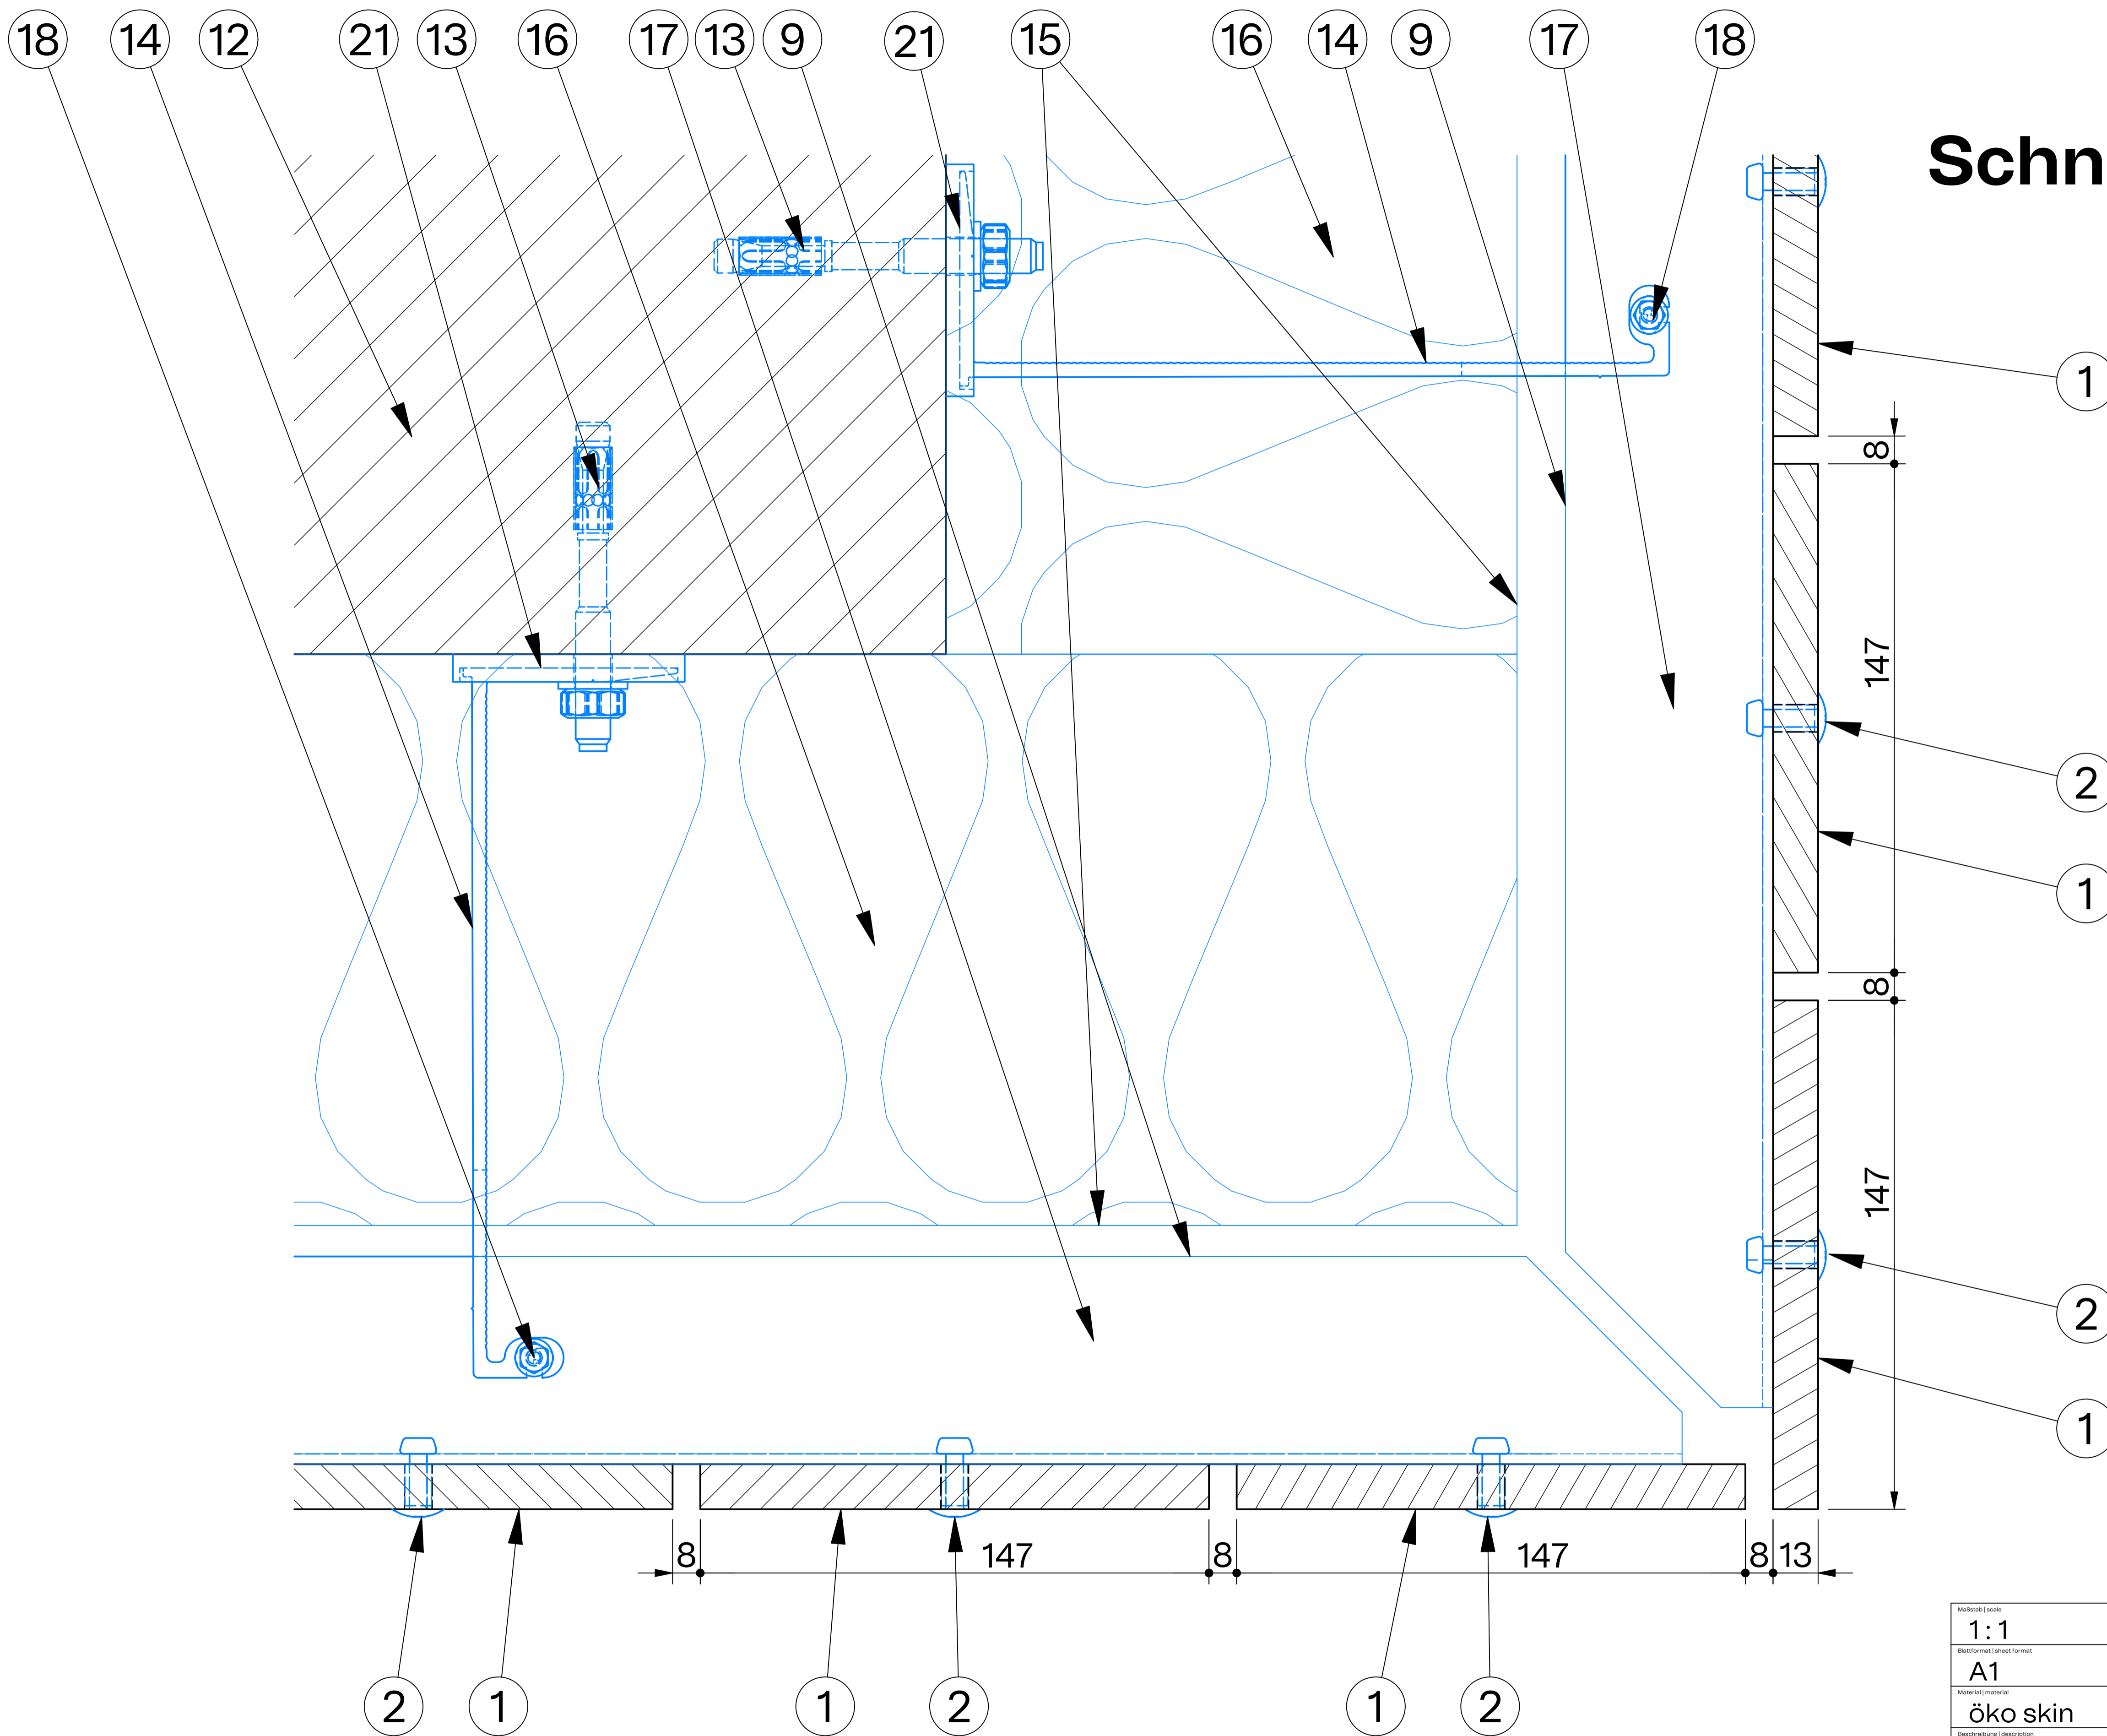 18 14 12 21 13 16 17 13 9 21 15 16 14 9 17 18
Schn
1
8
147
2
1
8
147
2
1
8 147 8 147 8 13
2 1 1 2 1 2
Maßstab | scale
1:1
Blattformat | sheet format
A1
Material | material
öko skin
Beschreibung | description